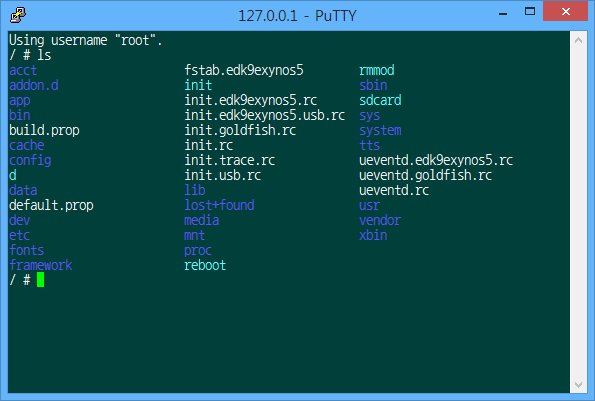 127.0.0.1 - PuTTY
Using username "root".
/ # ls
acct fstab.edk9exynos5 rmmod
addon.d init sbin
app init.edk9exynos5.rc sdcard
bin init.edk9exynos5.usb.rc sys
build.prop init.goldfish.rc system
cache init.rc tts
config init.trace.rc ueventd.edk9exynos5.rc
d init.usb.rc ueventd.goldfish.rc
data lib ueventd.rc
default.prop lost+found usr
dev media vendor
etc mnt xbin
fonts proc
framework reboot
/ #